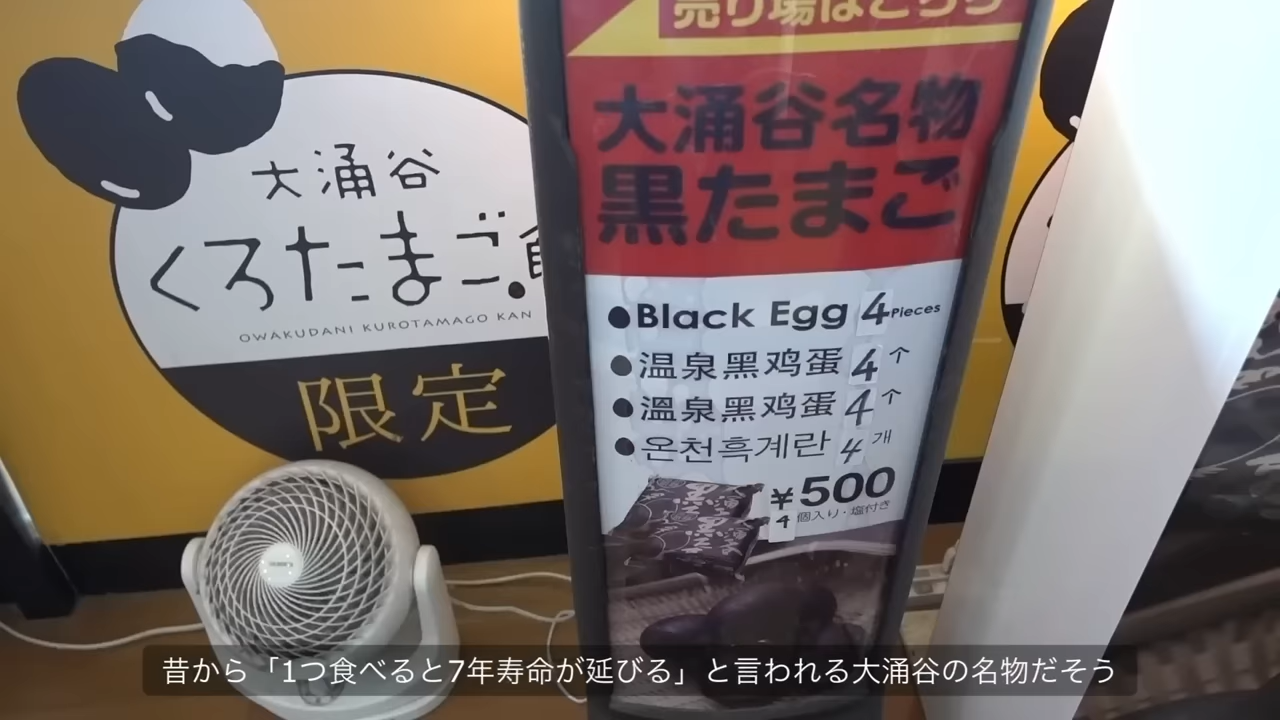 大涌谷
くろたまご館
OWAKUDANI KUROTAMAGO KAN
限定
売り場はこちら
大涌谷名物
黒たまご
●Black Egg 4 Pieces
●温泉黑鸡蛋 4 个
●溫泉黑鸡蛋 4 个
●온천흑계란 4 개
¥500
4 個入り・塩付き
昔から「1つ食べると7年寿命が延びる」と言われる大涌谷の名物だそう